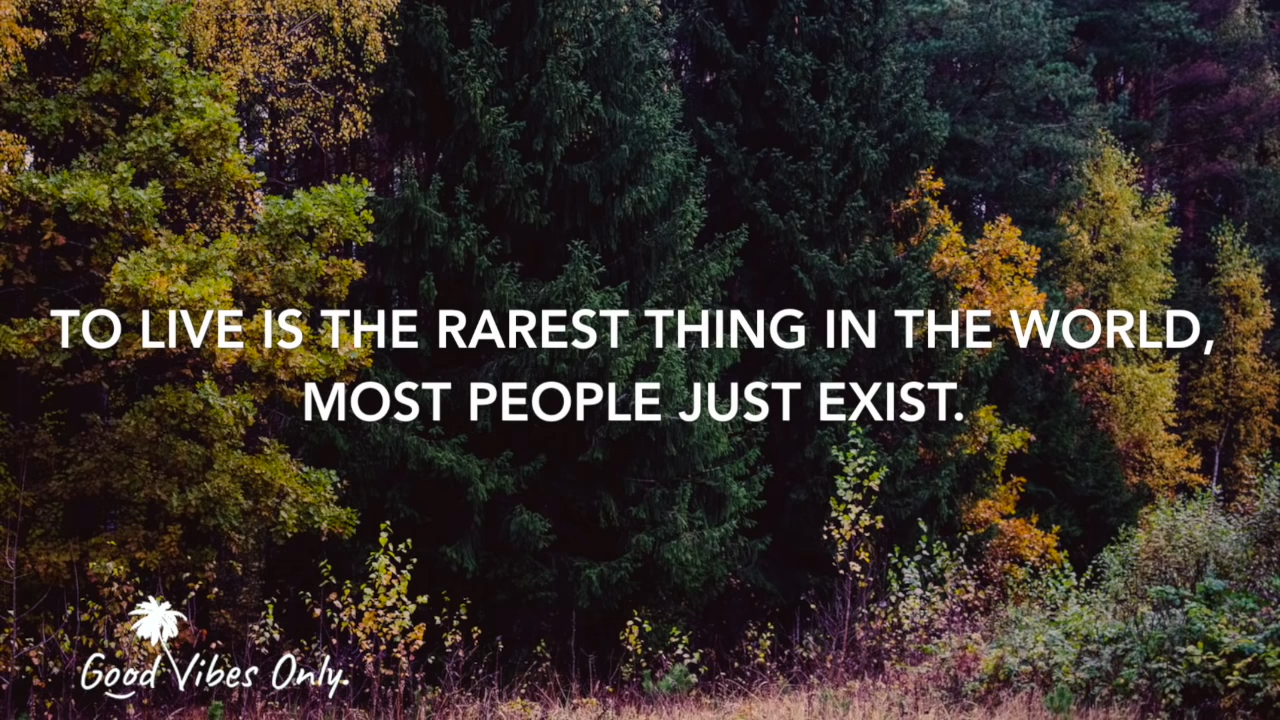 TO LIVE IS THE RAREST THING IN THE WORLD,
MOST PEOPLE JUST EXIST.
Good Vibes Only.